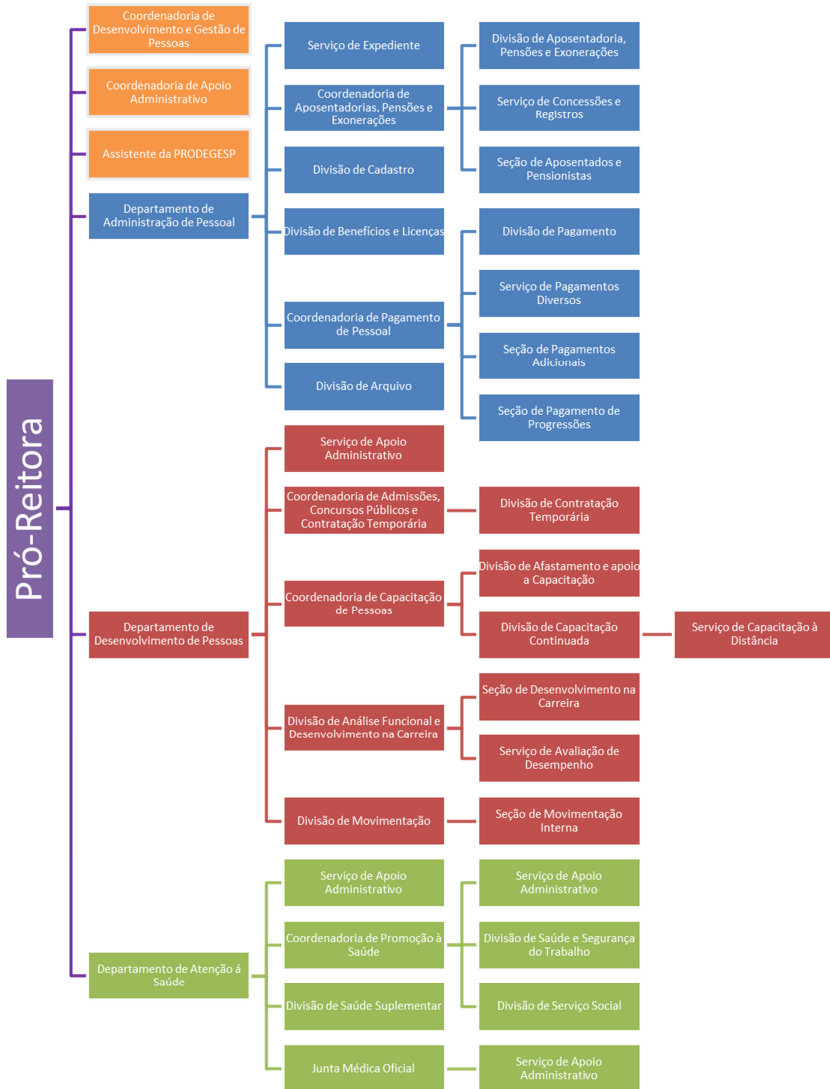 Pró-Reitora
Coordenadoria de
Desenvolvimento e Gestão de
Pessoas
Coordenadoria de Apoio
Administrativo
Assistente da PRODEGESP
Departamento de
Administração de Pessoal
Serviço de Expediente
Coordenadoria de
Aposentadorias, Pensões e
Exonerações
Divisão de Aposentadoria,
Pensões e Exonerações
Serviço de Concessões e
Registros
Seção de Aposentados e
Pensionistas
Divisão de Cadastro
Divisão de Benefícios e Licenças
Coordenadoria de Pagamento
de Pessoal
Divisão de Pagamento
Serviço de Pagamentos
Diversos
Seção de Pagamentos
Adicionais
Seção de Pagamento de
Progressões
Divisão de Arquivo
Departamento de
Desenvolvimento de Pessoas
Serviço de Apoio
Administrativo
Coordenadoria de Admissões,
Concursos Públicos e
Contratação Temporária
Divisão de Contratação
Temporária
Coordenadoria de Capacitação
de Pessoas
Divisão de Afastamento e apoio
a Capacitação
Divisão de Capacitação
Continuada
Serviço de Capacitação à
Distância
Divisão de Análise Funcional e
Desenvolvimento na Carreira
Seção de Desenvolvimento na
Carreira
Serviço de Avaliação de
Desempenho
Divisão de Movimentação
Seção de Movimentação
Interna
Departamento de Atenção á
Saúde
Serviço de Apoio
Administrativo
Coordenadoria de Promoção à
Saúde
Serviço de Apoio
Administrativo
Divisão de Saúde e Segurança
do Trabalho
Divisão de Serviço Social
Divisão de Saúde Suplementar
Junta Médica Oficial
Serviço de Apoio
Administrativo